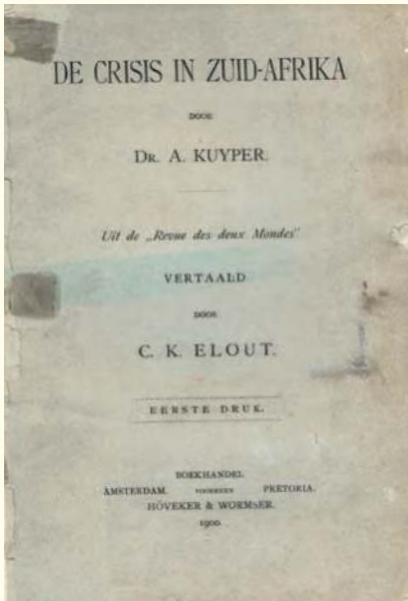 DE CRISIS IN ZUID-AFRIKA
DOOR
DR. A. KUYPER.
Uit de „Revue des deux Mondes"
VERTAALD
DOOR
C. K. ELOUT.
EERSTE DRUK.
BOEKHANDEL
AMSTERDAM. VOORHEEN PRETORIA.
HÖVEKER & WORMSER.
1900.